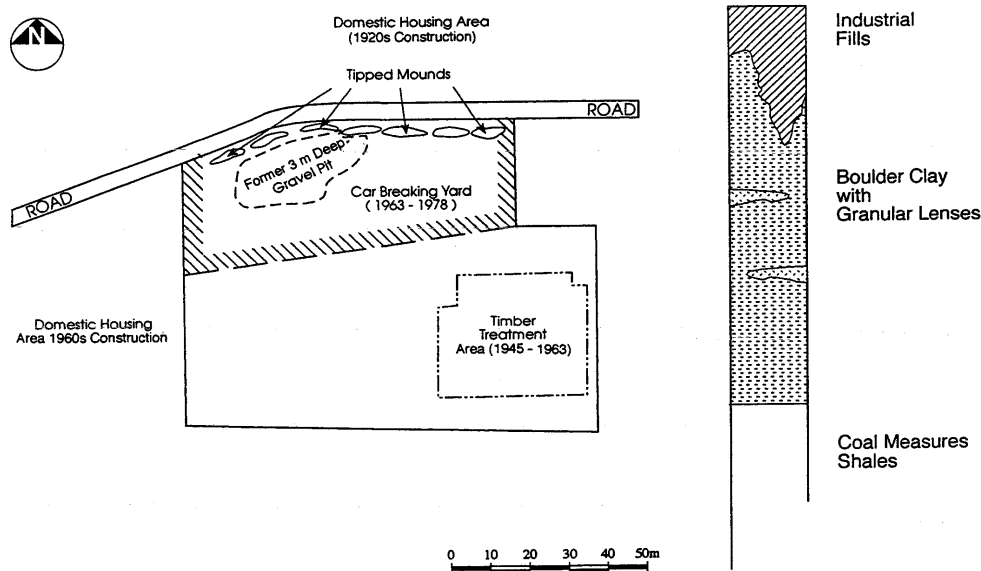 N
Domestic Housing Area
(1920s Construction)
Tipped Mounds
ROAD
ROAD
Former 3 m Deep
Gravel Pit
Car Breaking Yard
( 1963 - 1978 )
Domestic Housing
Area 1960s Construction
Timber
Treatment
Area (1945 - 1963)
0 10 20 30 40 50m
Industrial
Fills
Boulder Clay
with
Granular Lenses
Coal Measures
Shales